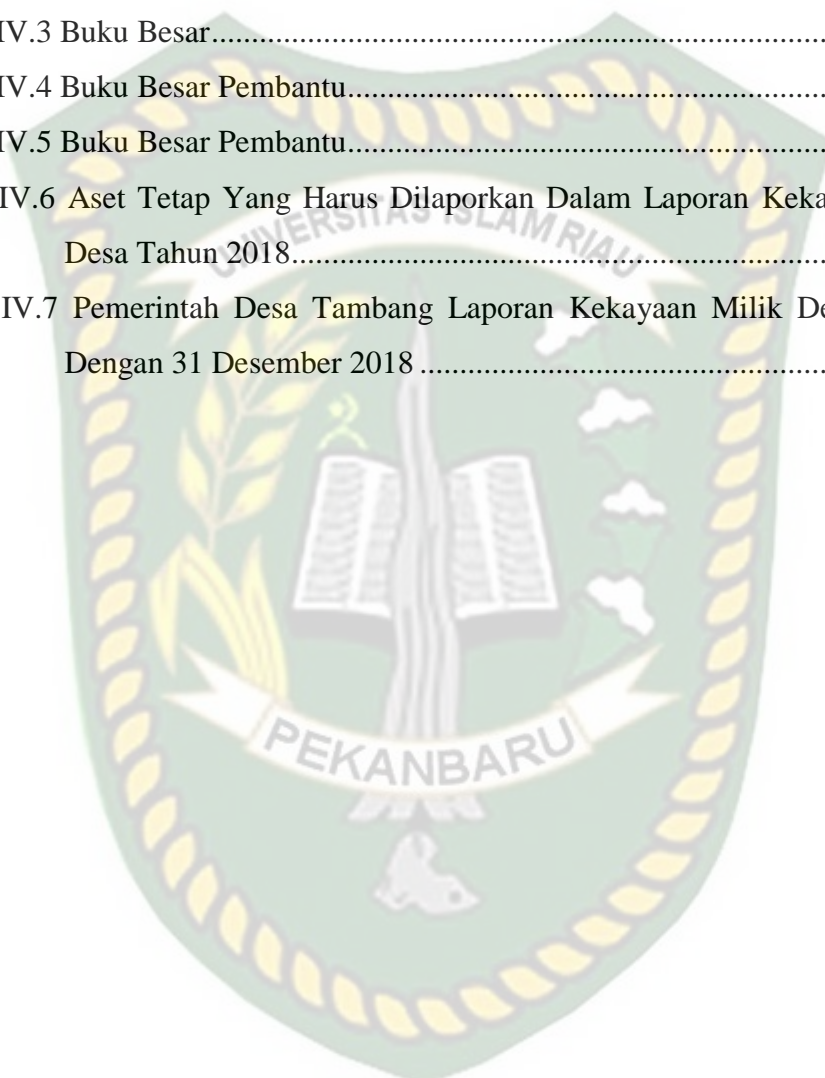 IV.3 Buku Besar........................................................................
IV.4 Buku Besar Pembantu........................................................
IV.5 Buku Besar Pembantu........................................................
IV.6 Aset Tetap Yang Harus Dilaporkan Dalam Laporan Keka
Desa Tahun 2018...............................................................
IV.7 Pemerintah Desa Tambang Laporan Kekayaan Milik De
Dengan 31 Desember 2018 ................................................
UNIVERSITAS ISLAM RIAU
PEKANBARU